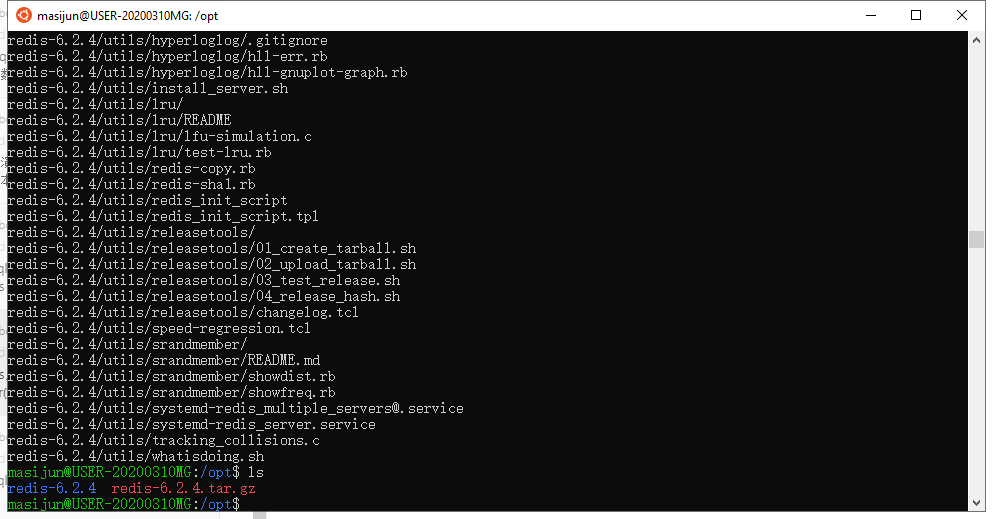 masijun@USER-20200310MG: /opt
redis-6.2.4/utils/hyperloglog/.gitignore
redis-6.2.4/utils/hyperloglog/hll-err.rb
redis-6.2.4/utils/hyperloglog/hll-gnuplot-graph.rb
redis-6.2.4/utils/install_server.sh
redis-6.2.4/utils/lru/
redis-6.2.4/utils/lru/README
redis-6.2.4/utils/lru/lfu-simulation.c
redis-6.2.4/utils/lru/test-lru.rb
redis-6.2.4/utils/redis-copy.rb
redis-6.2.4/utils/redis-sha1.rb
redis-6.2.4/utils/redis_init_script
redis-6.2.4/utils/redis_init_script.tpl
redis-6.2.4/utils/releasetools/
redis-6.2.4/utils/releasetools/01_create_tarball.sh
redis-6.2.4/utils/releasetools/02_upload_tarball.sh
redis-6.2.4/utils/releasetools/03_test_release.sh
redis-6.2.4/utils/releasetools/04_release_hash.sh
redis-6.2.4/utils/releasetools/changelog.tcl
redis-6.2.4/utils/speed-regression.tcl
redis-6.2.4/utils/srandmember/
redis-6.2.4/utils/srandmember/README.md
redis-6.2.4/utils/srandmember/showdist.rb
redis-6.2.4/utils/srandmember/showfreq.rb
redis-6.2.4/utils/systemd-redis_multiple_servers@.service
redis-6.2.4/utils/systemd-redis_server.service
redis-6.2.4/utils/tracking_collisions.c
redis-6.2.4/utils/whatisdoing.sh
masijun@USER-20200310MG:/opt$ ls
redis-6.2.4  redis-6.2.4.tar.gz
masijun@USER-20200310MG:/opt$